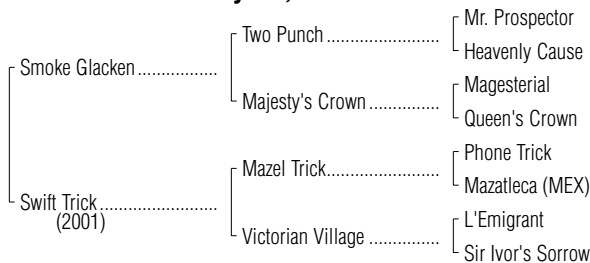 Two Punch ......................
Mr. Prospector
Heavenly Cause
Smoke Glacken ................
Majesty's Crown ..............
Magesterial
Queen's Crown
Mazel Trick......................
Phone Trick
Mazatleca (MEX)
Swift Trick .......................
(2001)
Victorian Village ..............
L'Emigrant
Sir Ivor's Sorrow